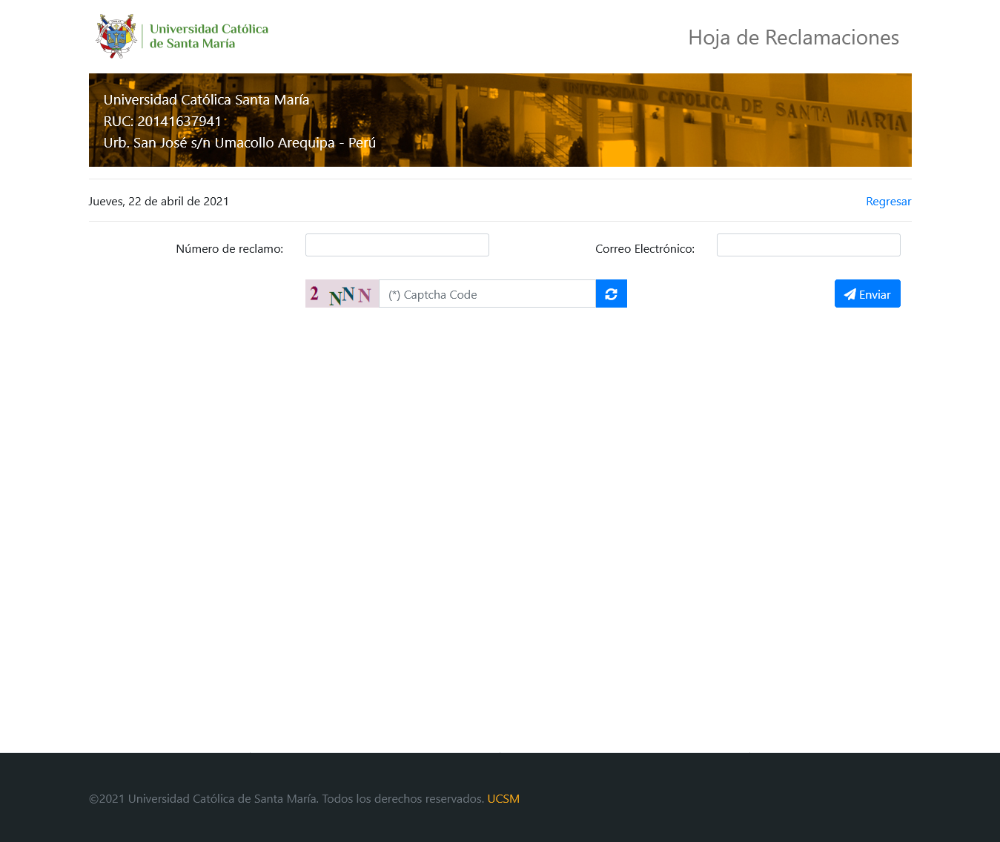 Universidad Católica
de Santa María
Hoja de Reclamaciones
UNIVERSIDAD CATOLICA DE SANTA MARIA
Universidad Católica Santa María
RUC: 20141637941
Urb. San José s/n Umacollo Arequipa - Perú
Jueves, 22 de abril de 2021
Regresar
Número de reclamo:
Correo Electrónico:
2 N N N
(*) Captcha Code
Enviar
©2021 Universidad Católica de Santa María. Todos los derechos reservados. UCSM